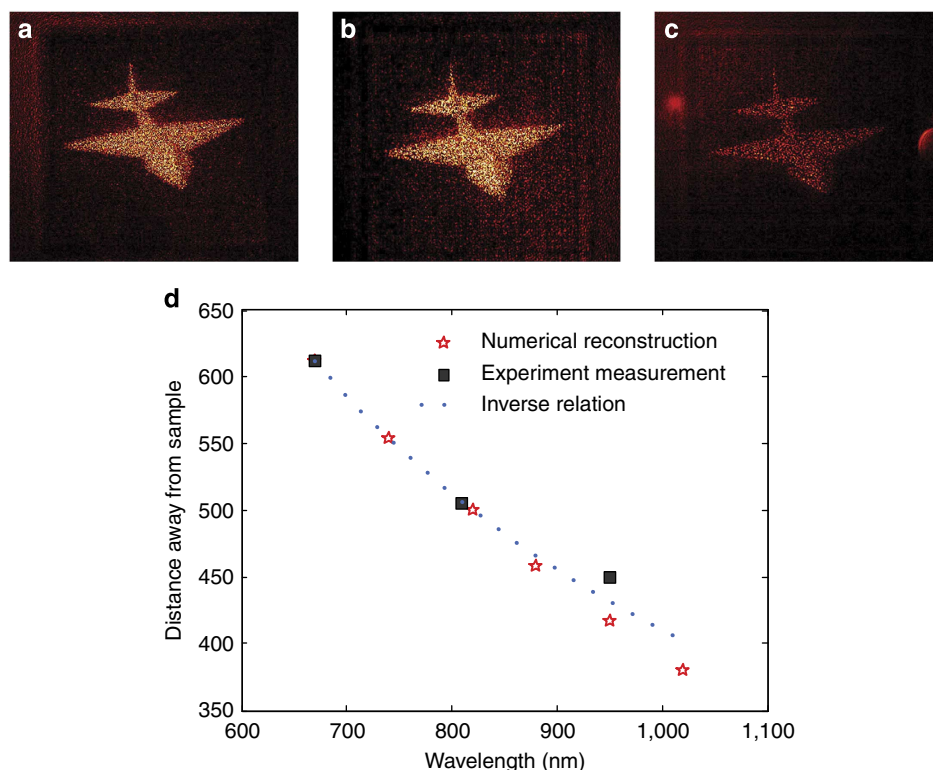 a
b
c
d
650
600
550
500
450
400
350
Distance away from sample
Numerical reconstruction
Experiment measurement
Inverse relation
600
700
800
900
1,000
1,100
Wavelength (nm)